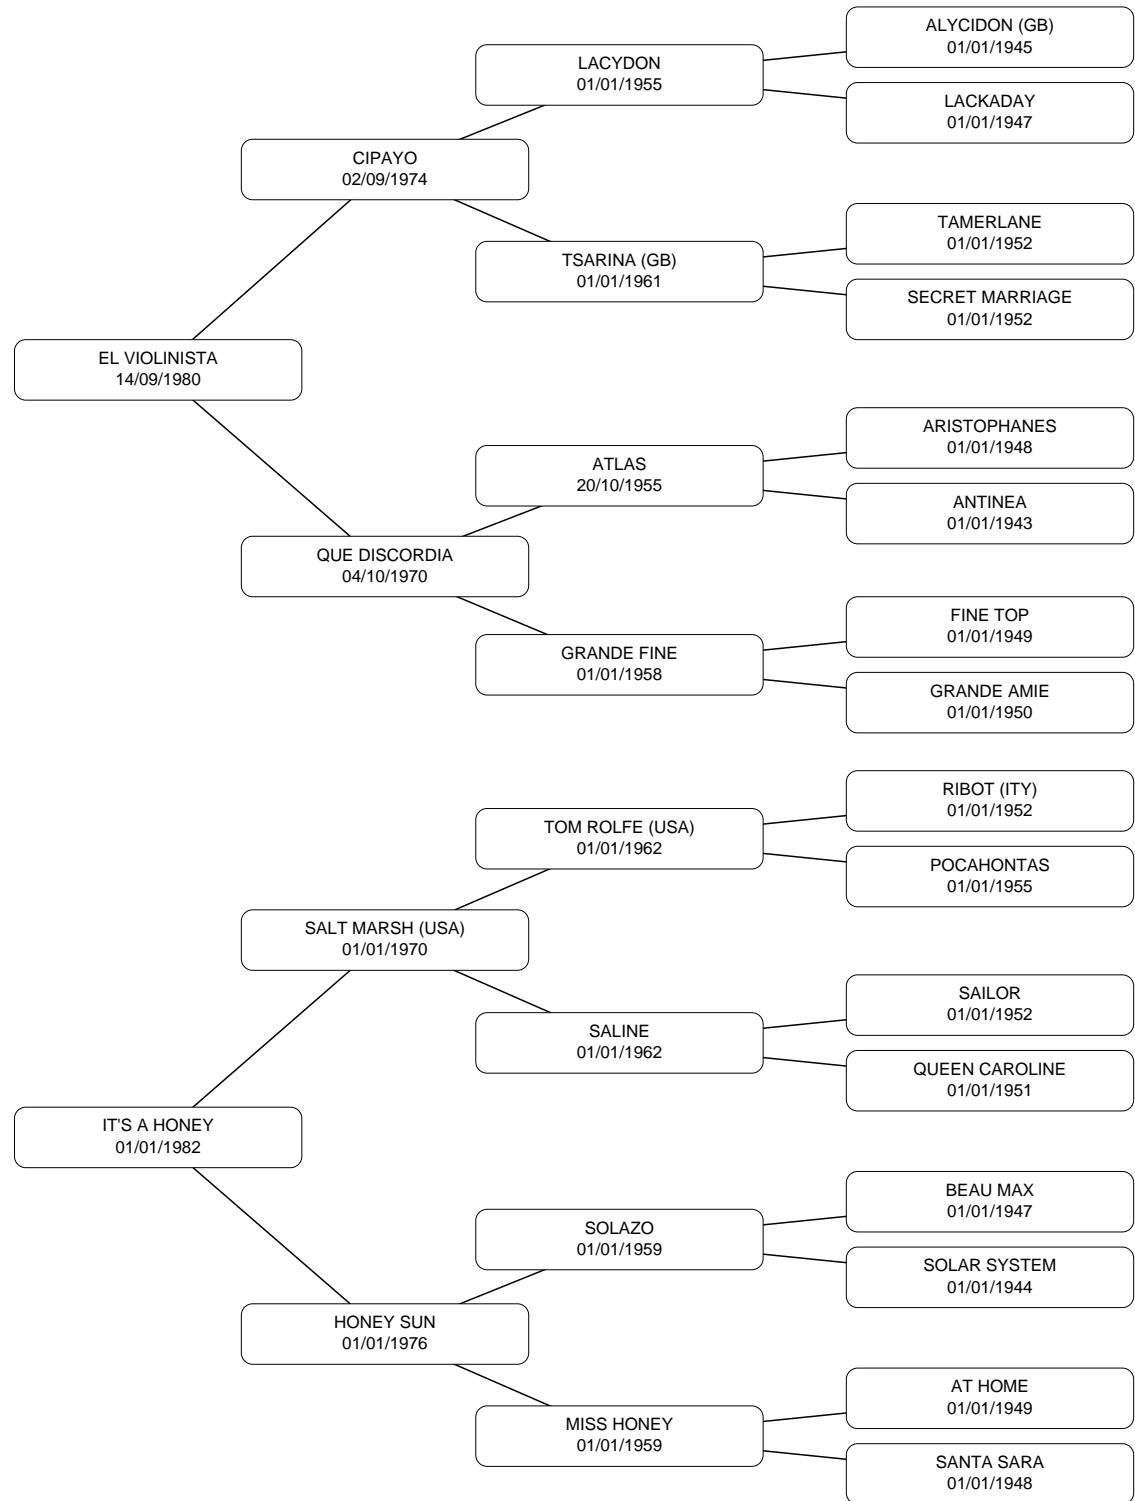 ALYCIDON (GB)
01/01/1945
LACYDON
01/01/1955
LACKADAY
01/01/1947
CIPAYO
02/09/1974
TAMERLANE
01/01/1952
TSARINA (GB)
01/01/1961
SECRET MARRIAGE
01/01/1952
EL VIOLINISTA
14/09/1980
ARISTOPHANES
01/01/1948
ATLAS
20/10/1955
ANTINEA
01/01/1943
QUE DISCORDIA
04/10/1970
FINE TOP
01/01/1949
GRANDE FINE
01/01/1958
GRANDE AMIE
01/01/1950
RIBOT (ITY)
01/01/1952
TOM ROLFE (USA)
01/01/1962
POCAHONTAS
01/01/1955
SALT MARSH (USA)
01/01/1970
SAILOR
01/01/1952
SALINE
01/01/1962
QUEEN CAROLINE
01/01/1951
IT'S A HONEY
01/01/1982
BEAU MAX
01/01/1947
SOLAZO
01/01/1959
SOLAR SYSTEM
01/01/1944
HONEY SUN
01/01/1976
AT HOME
01/01/1949
MISS HONEY
01/01/1959
SANTA SARA
01/01/1948